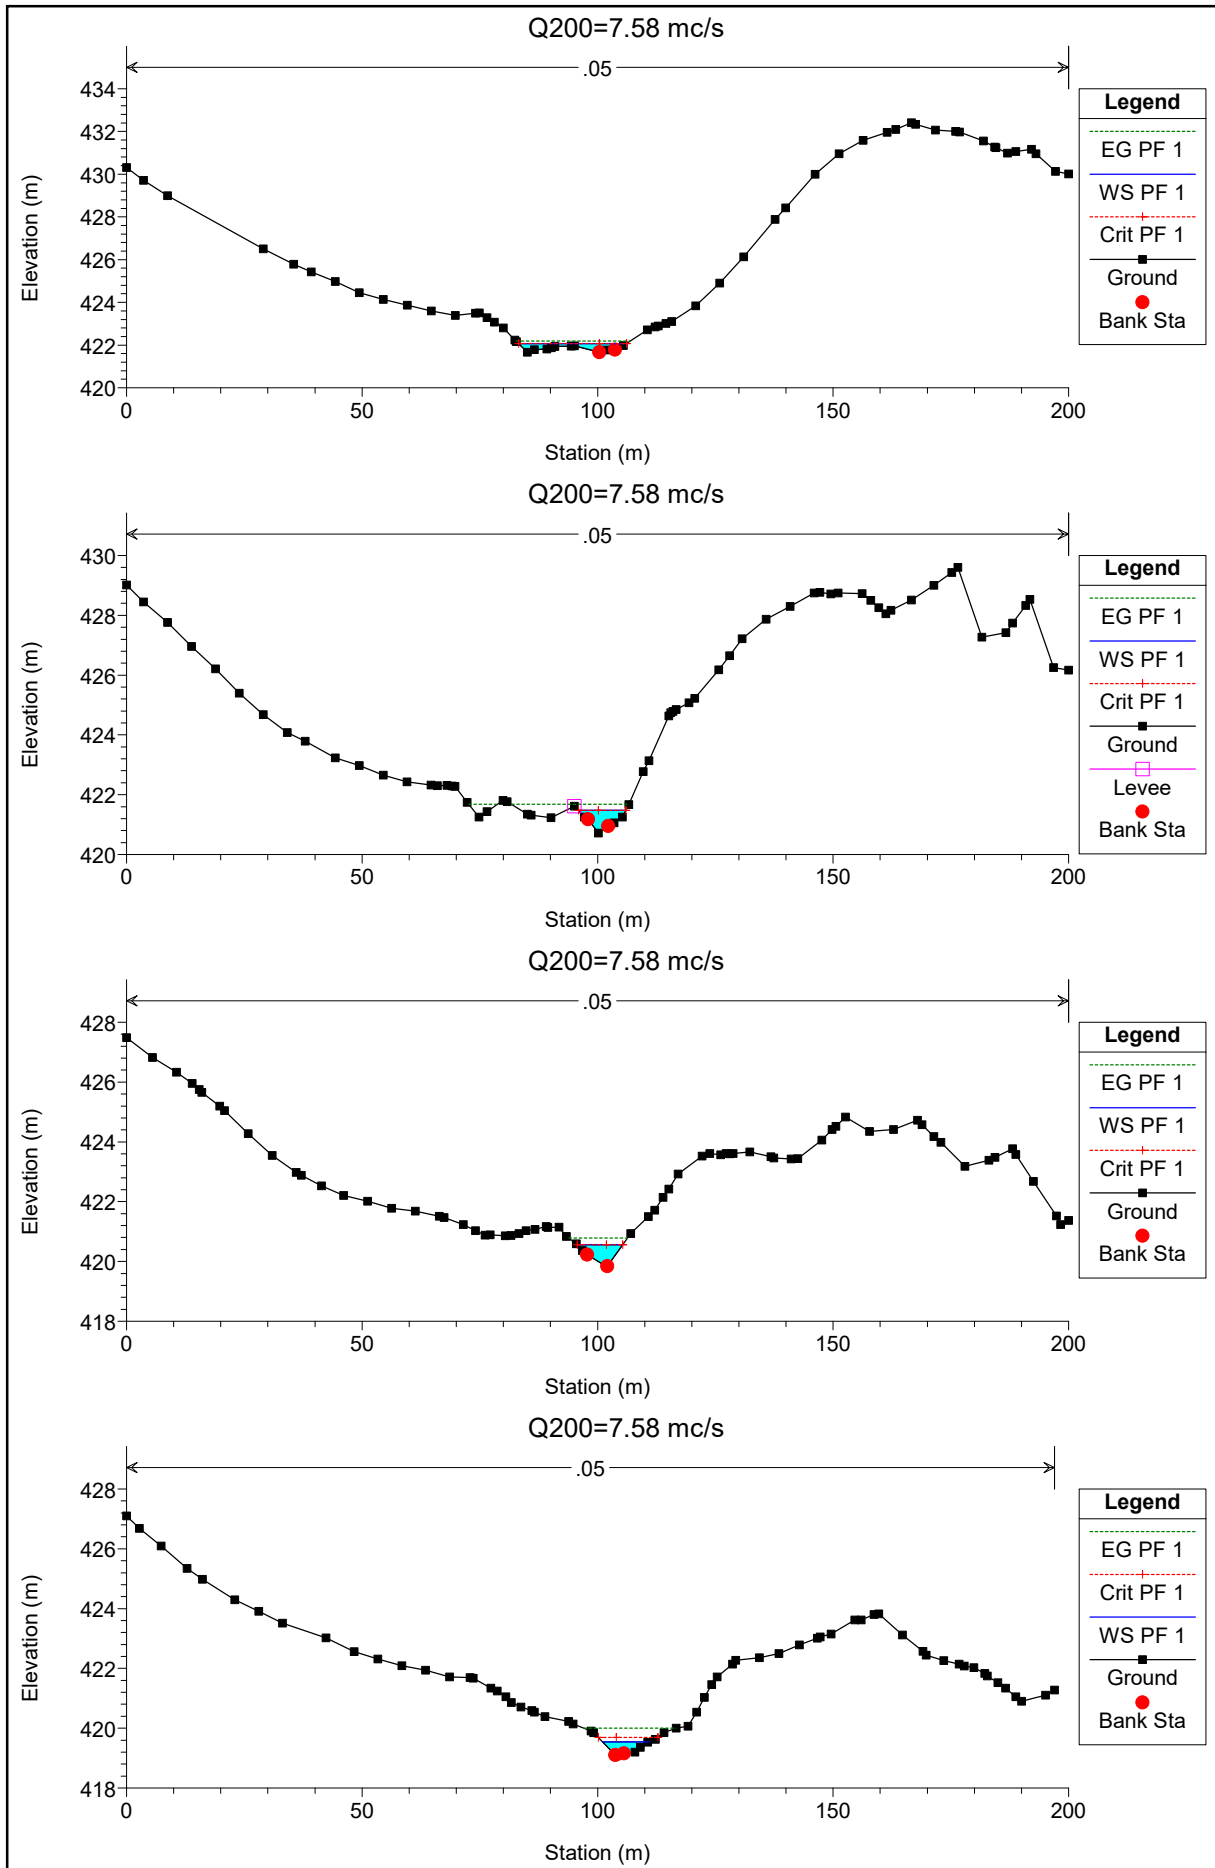 Q200=7.58 mc/s
.05
434
432
430
428
426
424
422
420
Elevation (m)
0 50 100 150 200
Station (m)
Legend
EG PF 1
WS PF 1
Crit PF 1
Ground
Bank Sta
Q200=7.58 mc/s
.05
430
428
426
424
422
420
Elevation (m)
0 50 100 150 200
Station (m)
Legend
EG PF 1
WS PF 1
Crit PF 1
Ground
Levee
Bank Sta
Q200=7.58 mc/s
.05
428
426
424
422
420
418
Elevation (m)
0 50 100 150 200
Station (m)
Legend
EG PF 1
WS PF 1
Crit PF 1
Ground
Bank Sta
Q200=7.58 mc/s
.05
428
426
424
422
420
418
Elevation (m)
0 50 100 150 200
Station (m)
Legend
EG PF 1
Crit PF 1
WS PF 1
Ground
Bank Sta